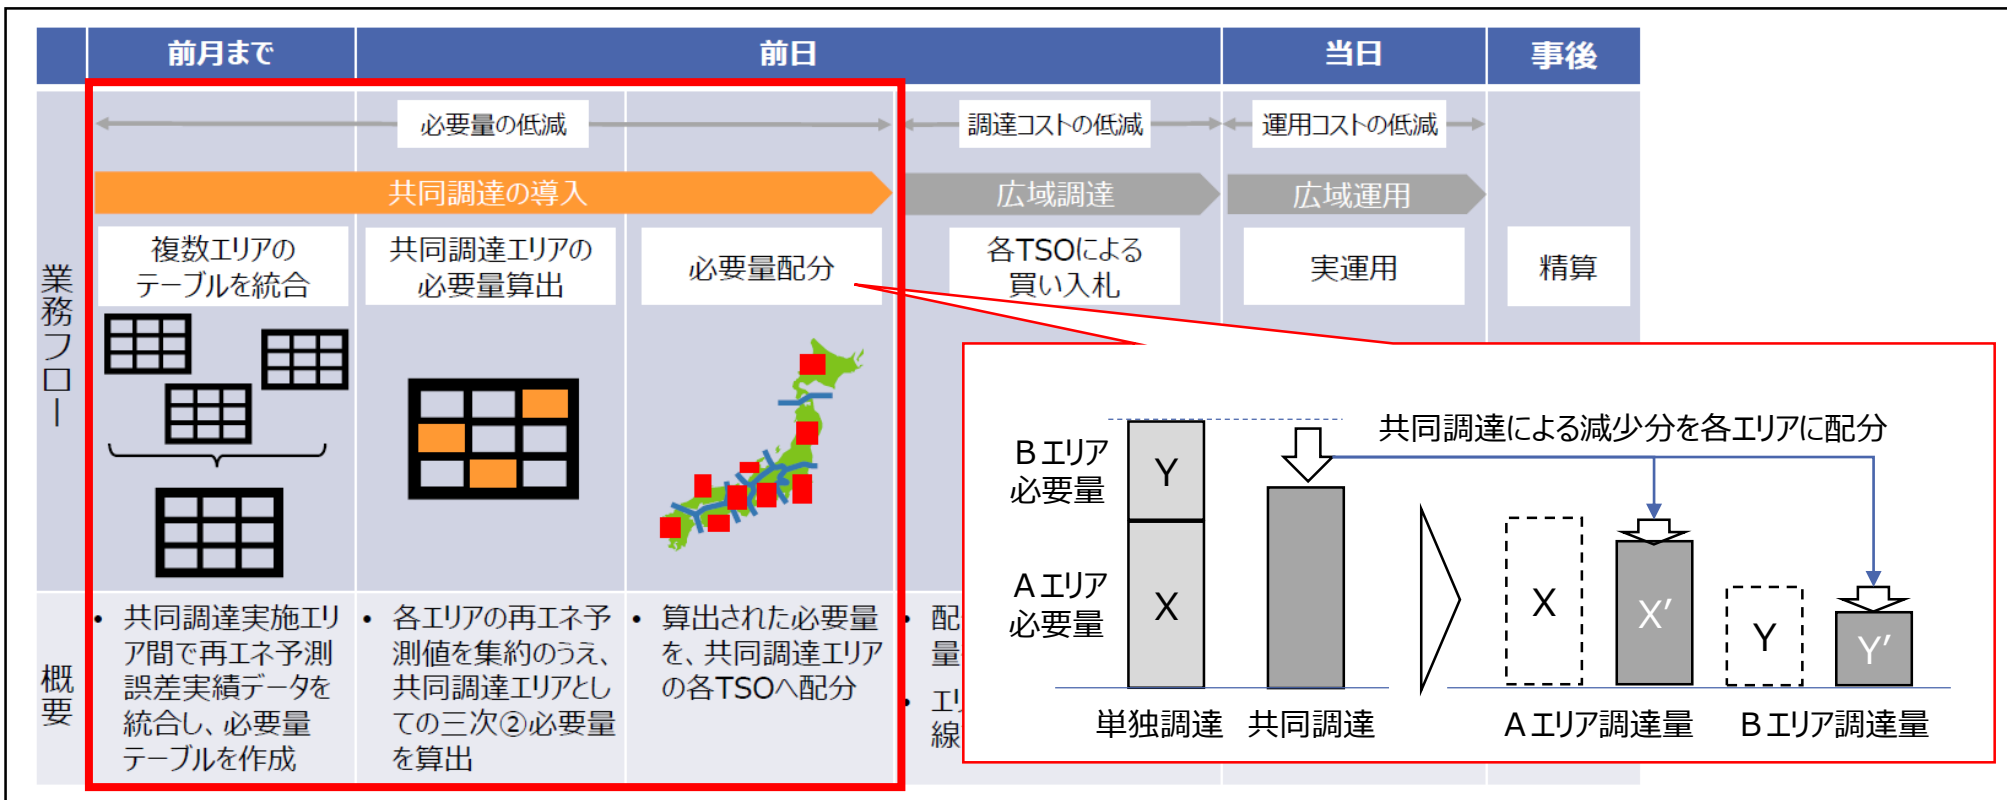 前月まで
前日
当日
事後
業務フロー
必要量の低減
調達コストの低減
運用コストの低減
共同調達の導入
広域調達
広域運用
複数エリアの
テーブルを統合
共同調達エリアの
必要量算出
必要量配分
各TSOによる
買い入札
実運用
精算
共同調達による減少分を各エリアに配分
Bエリア
必要量
Y
Aエリア
必要量
X
単独調達
共同調達
X
X′
Y
Y′
Aエリア調達量
Bエリア調達量
概要
• 共同調達実施エリ
ア間で再エネ予測
誤差実績データを
統合し、必要量
テーブルを作成
• 各エリアの再エネ予
測値を集約のうえ、
共同調達エリアとし
ての三次②必要量
を算出
• 算出された必要量
を、共同調達エリア
の各TSOへ配分
• 配
量
• エリ
線